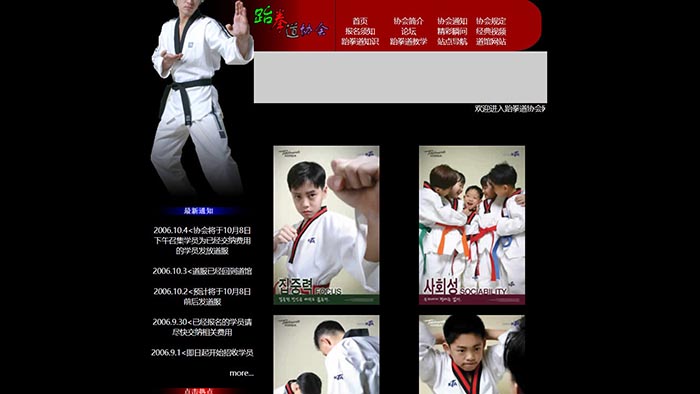 跆拳道协会
首页 协会简介 协会通知 协会规定
报名须知 论坛 精彩瞬间 经典视频
跆拳道知识 跆拳道教学 站点导航 道馆网站
欢迎进入跆拳道协会
最新通知
2006.10.4<协会将于10月8日
下午召集学员为已经交纳费用
的学员发放道服
2006.10.3<道服已经回到道馆
2006.10.2<预计将于10月8日
前后发道服
2006.9.30<已经报名的学员请
尽快交纳相关费用
2006.9.1<即日起开始招收学员
more...
点击热点
집중력 FOCUS
사회성 SOCIABILITY